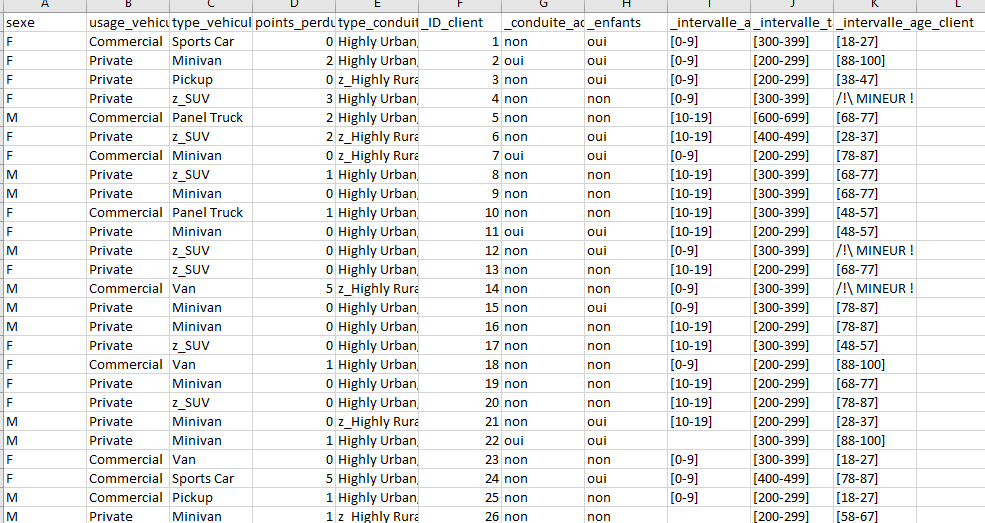 A B C D E F G H I J K L
sexe usage_vehicu type_vehicul points_perdu type_conduit _ID_client _conduite_ac _enfants _intervalle_a _intervalle_t _intervalle_age_client
F Commercial Sports Car 0 Highly Urban, 1 non oui [0-9] [300-399] [18-27]
F Private Minivan 2 Highly Urban, 2 oui oui [0-9] [200-299] [88-100]
F Private Pickup 0 z_Highly Rura 3 non oui [0-9] [200-299] [38-47]
F Private z_SUV 3 Highly Urban, 4 non non [0-9] [300-399] /!\ MINEUR !
M Commercial Panel Truck 2 Highly Urban, 5 non non [10-19] [600-699] [68-77]
F Private z_SUV 2 z_Highly Rura 6 non oui [10-19] [400-499] [28-37]
F Commercial Minivan 0 z_Highly Rura 7 oui oui [0-9] [200-299] [78-87]
M Private z_SUV 1 Highly Urban, 8 non non [10-19] [300-399] [68-77]
M Private Minivan 0 Highly Urban, 9 non oui [10-19] [300-399] [68-77]
F Commercial Panel Truck 1 Highly Urban, 10 non non [10-19] [300-399] [48-57]
F Private Minivan 0 Highly Urban, 11 oui oui [10-19] [200-299] [48-57]
M Private z_SUV 0 Highly Urban, 12 non oui [0-9] [300-399] /!\ MINEUR !
F Private z_SUV 0 Highly Urban, 13 non non [10-19] [200-299] [68-77]
M Commercial Van 5 z_Highly Rura 14 non non [0-9] [300-399] /!\ MINEUR !
M Private Minivan 0 Highly Urban, 15 non oui [0-9] [300-399] [78-87]
M Private Minivan 0 Highly Urban, 16 non non [10-19] [200-299] [78-87]
F Private z_SUV 0 Highly Urban, 17 non non [10-19] [300-399] [48-57]
F Commercial Van 1 Highly Urban, 18 non non [0-9] [200-299] [88-100]
F Private Minivan 0 Highly Urban, 19 non non [10-19] [200-299] [68-77]
F Private z_SUV 0 Highly Urban, 20 non non [10-19] [200-299] [78-87]
M Private Minivan 0 z_Highly Rura 21 non oui [10-19] [200-299] [28-37]
M Private Minivan 1 Highly Urban, 22 oui oui [300-399] [88-100]
F Commercial Van 0 Highly Urban, 23 non non [0-9] [300-399] [18-27]
F Commercial Sports Car 5 Highly Urban, 24 non oui [0-9] [400-499] [78-87]
M Commercial Pickup 1 Highly Urban, 25 non non [0-9] [200-299] [18-27]
M Private Minivan 1 z_Highly Rura 26 non non [200-299] [58-67]